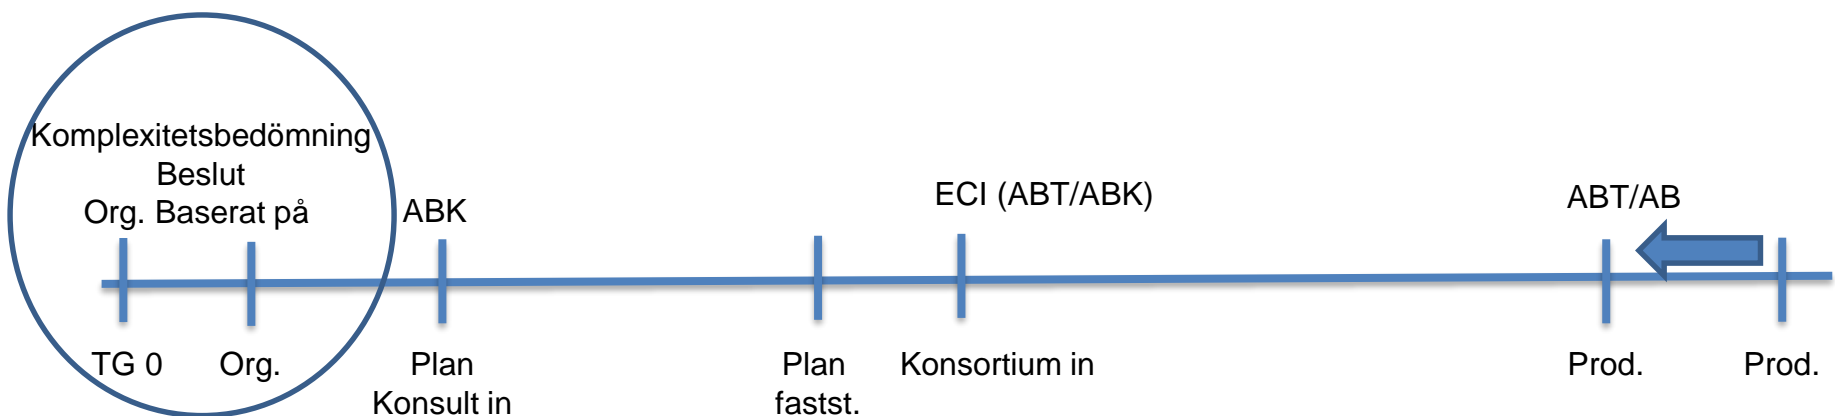 Komplexitetsbedömning
Beslut
Org. Baserat på
ABK
ECI (ABT/ABK)
ABT/AB
TG 0
Org.
Plan
Konsult in
Plan
fastst.
Konsortium in
Prod.
Prod.